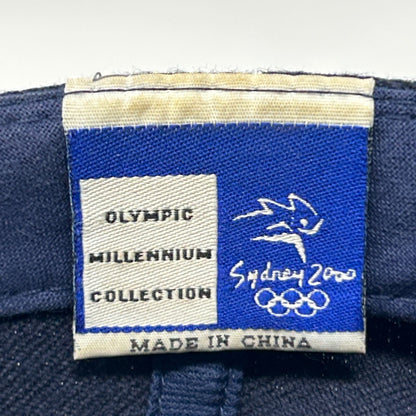 OLYMPIC
MILLENNIUM
COLLECTION
Sydney 2000
MADE IN CHINA